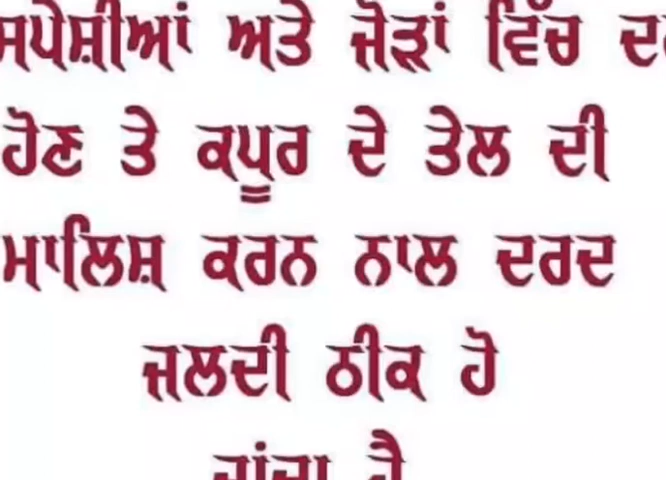 ਸਪੇਸ਼ੀਆਂ ਅਤੇ ਜੋੜਾਂ ਵਿੱਚ
ਹੋਣ ਤੇ ਕਪੂਰ ਦੇ ਤੇਲ ਦੀ
ਮਾਲਿਸ਼ ਕਰਨ ਨਾਲ ਦਰਦ
ਜਲਦੀ ਠੀਕ ਹੋ
ਜਾਂਦਾ ਹੈ